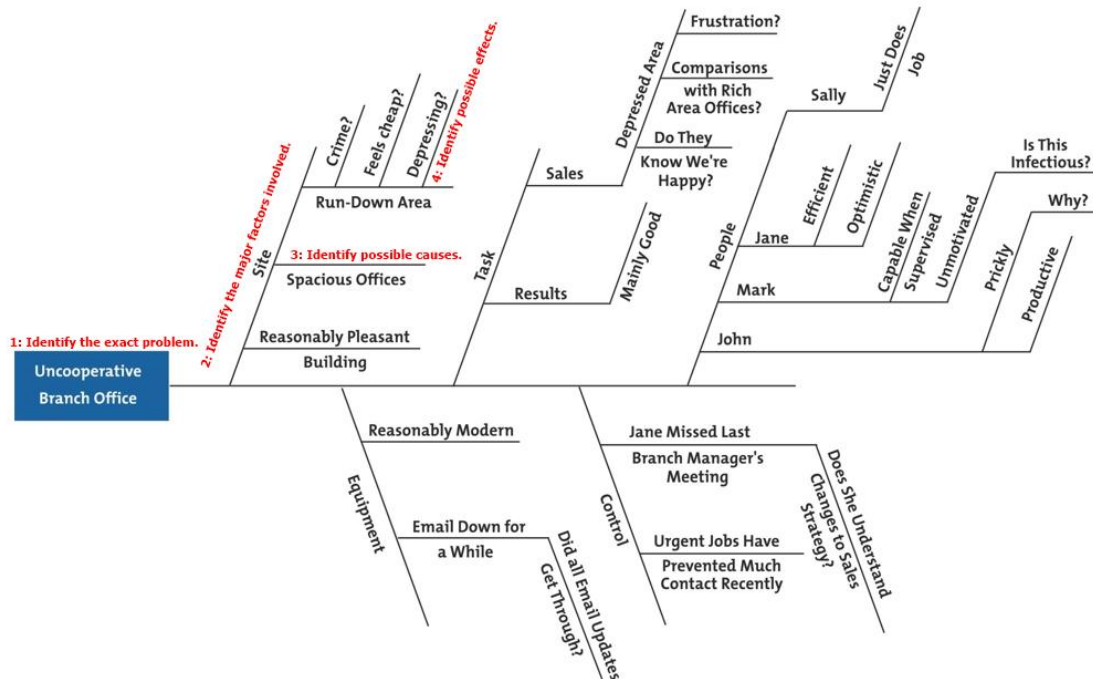 1: Identify the exact problem.
Uncooperative
Branch Office
2: Identify the major factors involved.
Site
Crime?
Feels cheap?
Depressing?
4: Identify possible effects.
Run-Down Area
3: Identify possible causes.
Spacious Offices
Reasonably Pleasant
Building
Task
Sales
Depressed Area
Frustration?
Comparisons
with Rich
Area Offices?
Do They
Know We're
Happy?
Results
Mainly Good
People
Sally
Just Does
Job
Jane
Efficient
Optimistic
Mark
Capable When
Supervised
Unmotivated
Is This
Infectious?
John
Prickly
Why?
Productive
Equipment
Reasonably Modern
Email Down for
a While
Did all Email Updates
Get Through?
Control
Jane Missed Last
Branch Manager's
Meeting
Does She Understand
Changes to Sales
Strategy?
Urgent Jobs Have
Prevented Much
Contact Recently